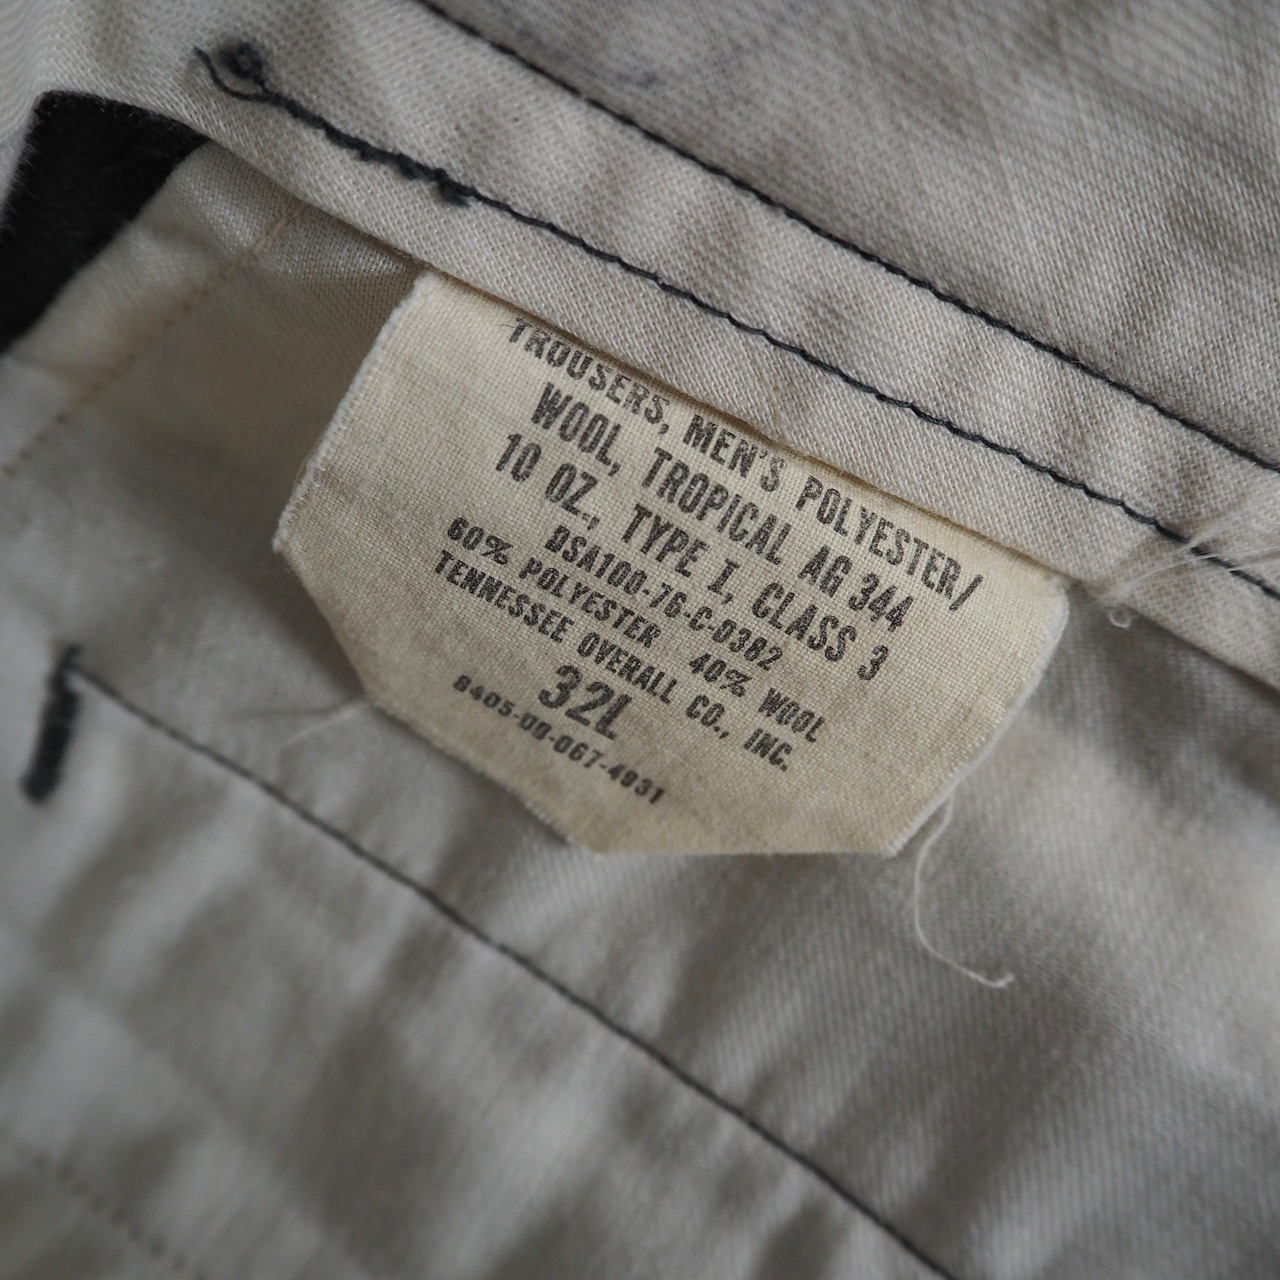 TROUSERS, MEN'S POLYESTER/
WOOL, TROPICAL AG 344
10 OZ., TYPE I, CLASS 3
DSA100-76-C-0382
60% POLYESTER 40% WOOL
TENNESSEE OVERALL CO., INC.
32L
8405-00-067-4931